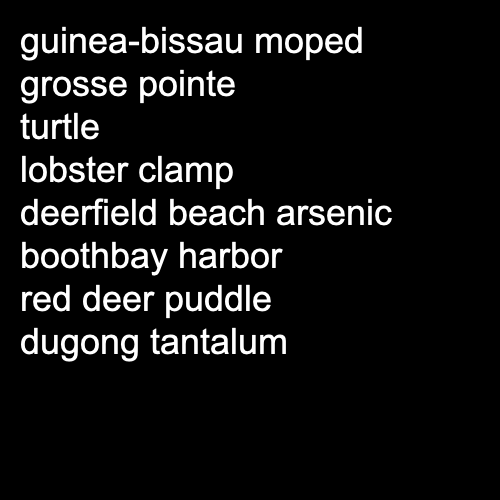 guinea-bissau moped
grosse pointe
turtle
lobster clamp
deerfield beach arsenic
boothbay harbor
red deer puddle
dugong tantalum